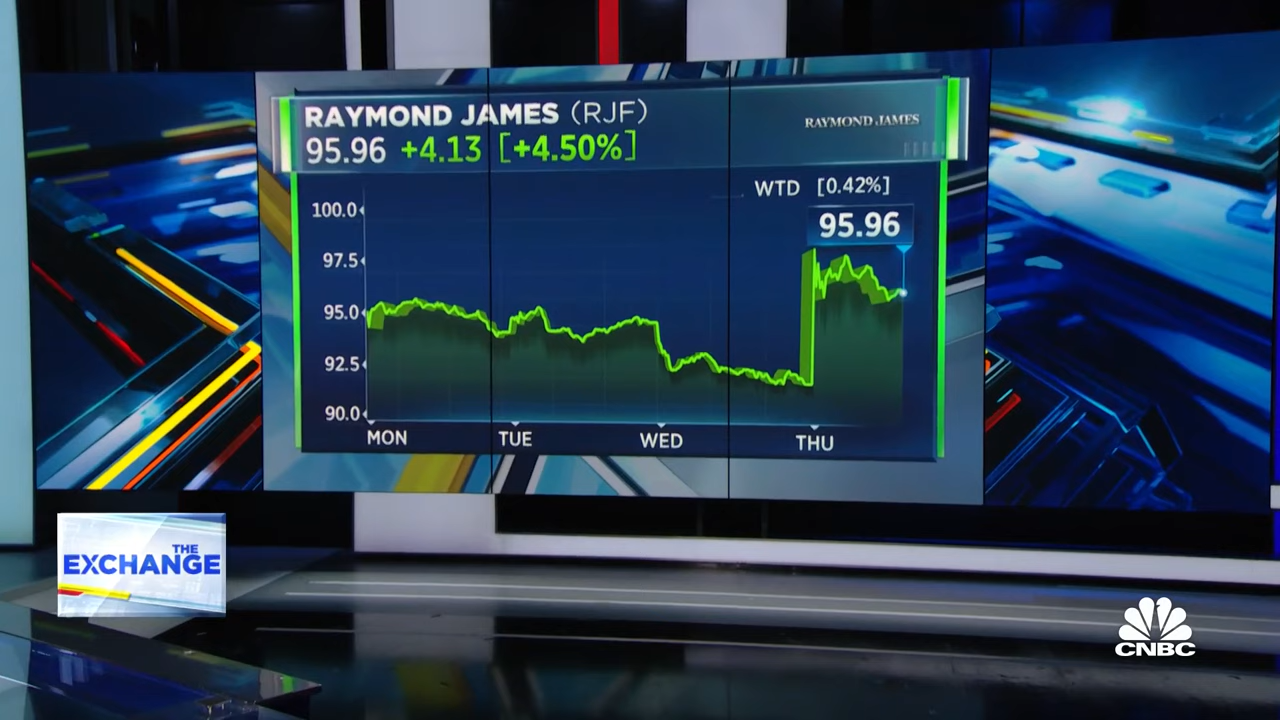 RAYMOND JAMES (RJF)
RAYMOND JAMES
95.96 +4.13 [+4.50%]
WTD [0.42%]
95.96
100.0
97.5
95.0
92.5
90.0
MON TUE WED THU
THE
EXCHANGE
CNBC